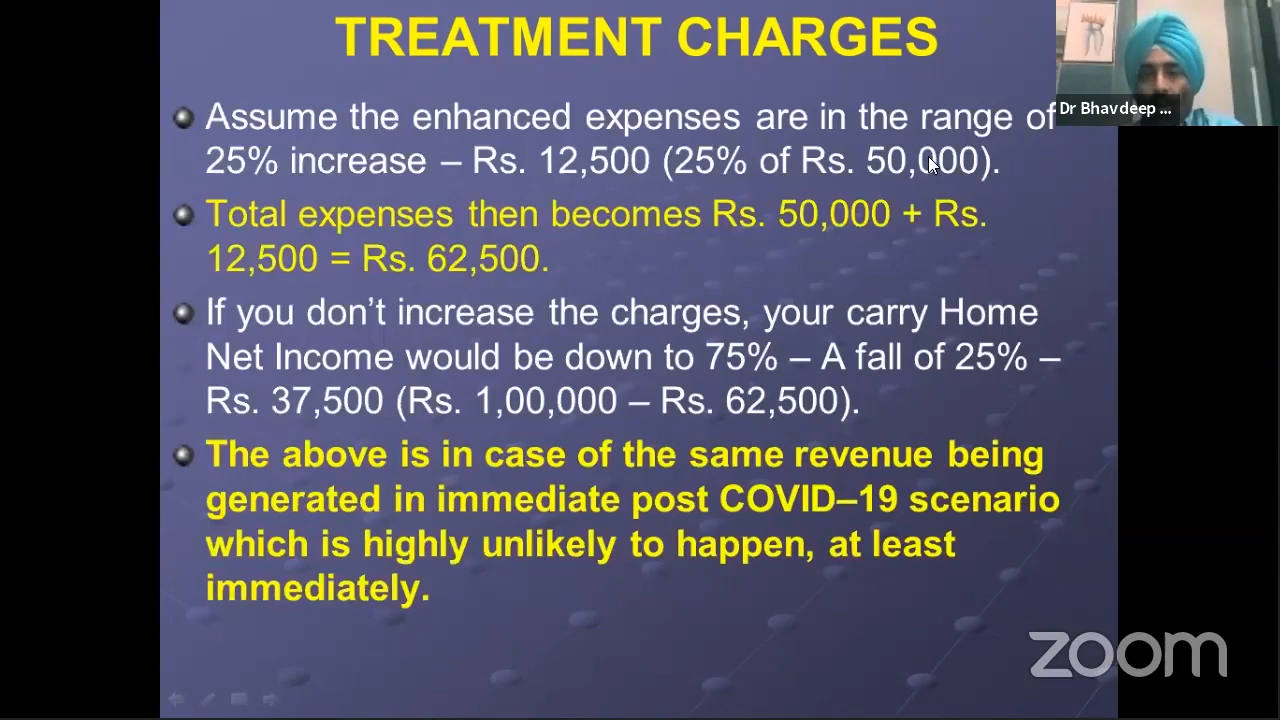 TREATMENT CHARGES
Assume the enhanced expenses are in the range of
25% increase – Rs. 12,500 (25% of Rs. 50,000).
Total expenses then becomes Rs. 50,000 + Rs.
12,500 = Rs. 62,500.
If you don’t increase the charges, your carry Home
Net Income would be down to 75% – A fall of 25% –
Rs. 37,500 (Rs. 1,00,000 – Rs. 62,500).
The above is in case of the same revenue being
generated in immediate post COVID–19 scenario
which is highly unlikely to happen, at least
immediately.
Dr Bhavdeep ...
zoom